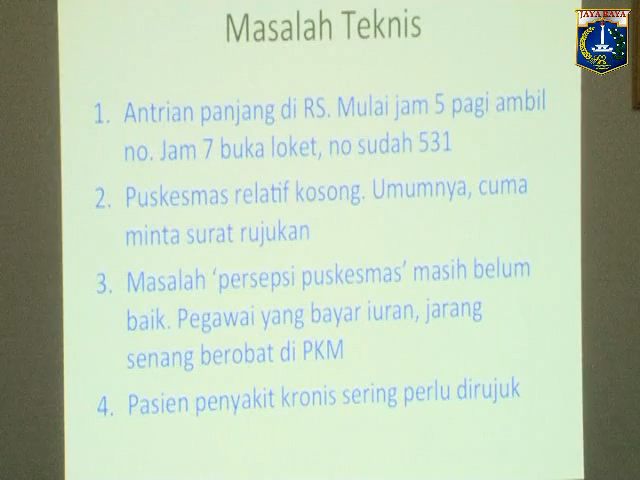 JAYA RAYA
Masalah Teknis
1. Antrian panjang di RS. Mulai jam 5 pagi ambil
no. Jam 7 buka loket, no sudah 531
2. Puskesmas relatif kosong. Umumnya, cuma
minta surat rujukan
3. Masalah ‘persepsi puskesmas’ masih belum
baik. Pegawai yang bayar iuran, jarang
senang berobat di PKM
4. Pasien penyakit kronis sering perlu dirujuk